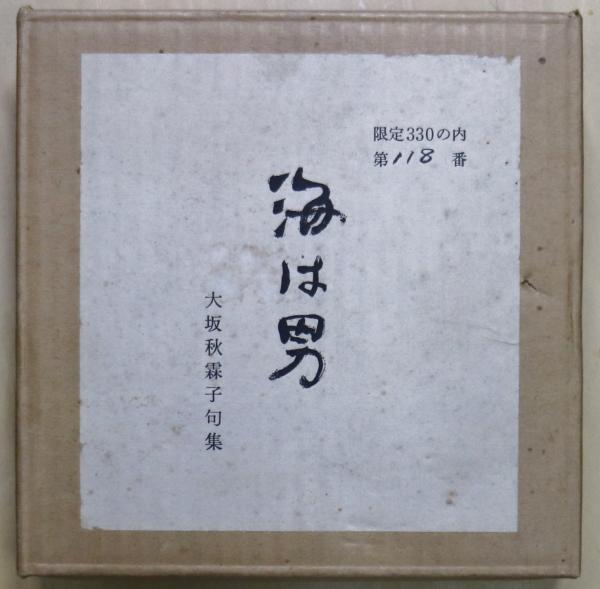 限定330の内
第118番
海は男
大坂秋霖子句集